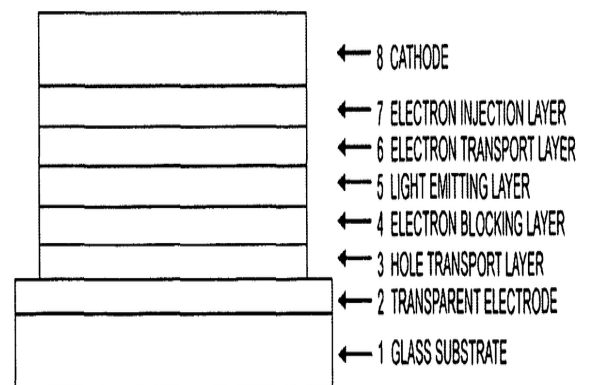 8 CATHODE
7 ELECTRON INJECTION LAYER
6 ELECTRON TRANSPORT LAYER
5 LIGHT EMITTING LAYER
4 ELECTRON BLOCKING LAYER
3 HOLE TRANSPORT LAYER
2 TRANSPARENT ELECTRODE
1 GLASS SUBSTRATE